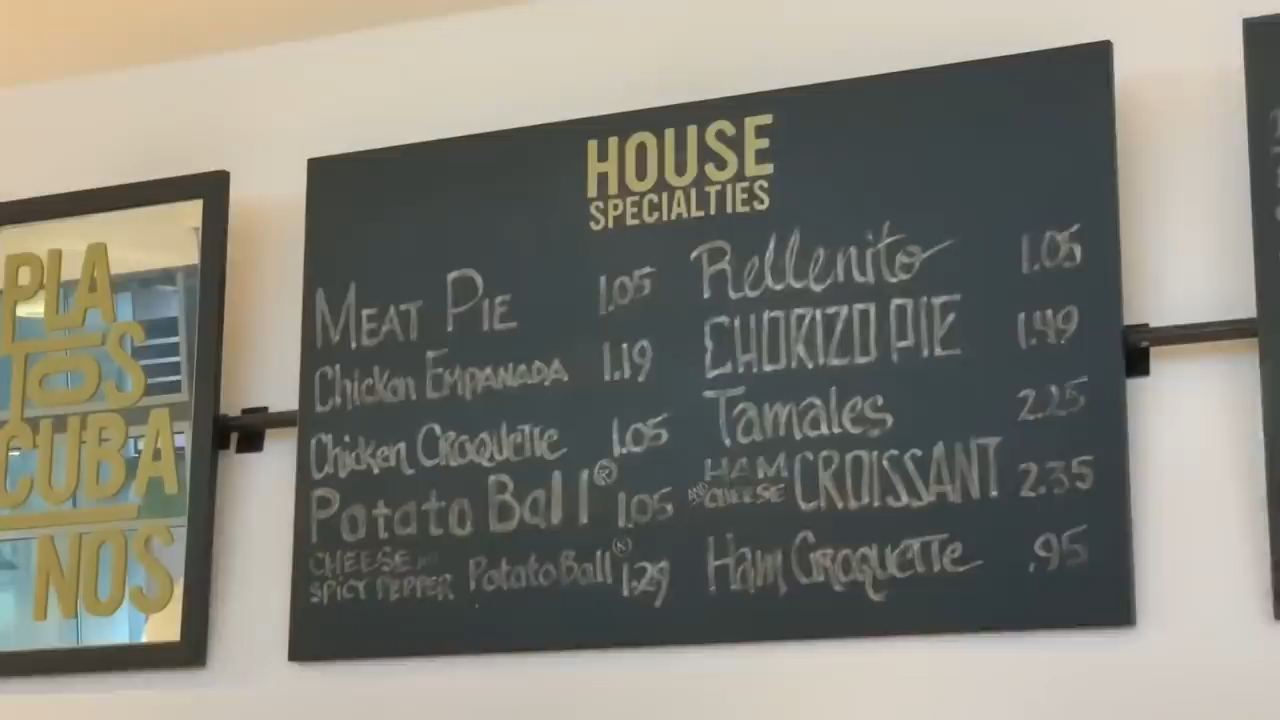 PLA
TOS
CUBA
NOS
HOUSE
SPECIALTIES
MEAT PIE 1.05
Chicken EMPANADA 1.19
Chicken CROQUETTE 1.05
Potato Ball® 1.05
CHEESE
SPICY PEPPER Potato Ball® 1.29
Rellenito 1.05
CHORIZO PIE 1.49
Tamales 2.25
HAM
AND CHEESE CROISSANT 2.35
Ham CROQUETTE .95